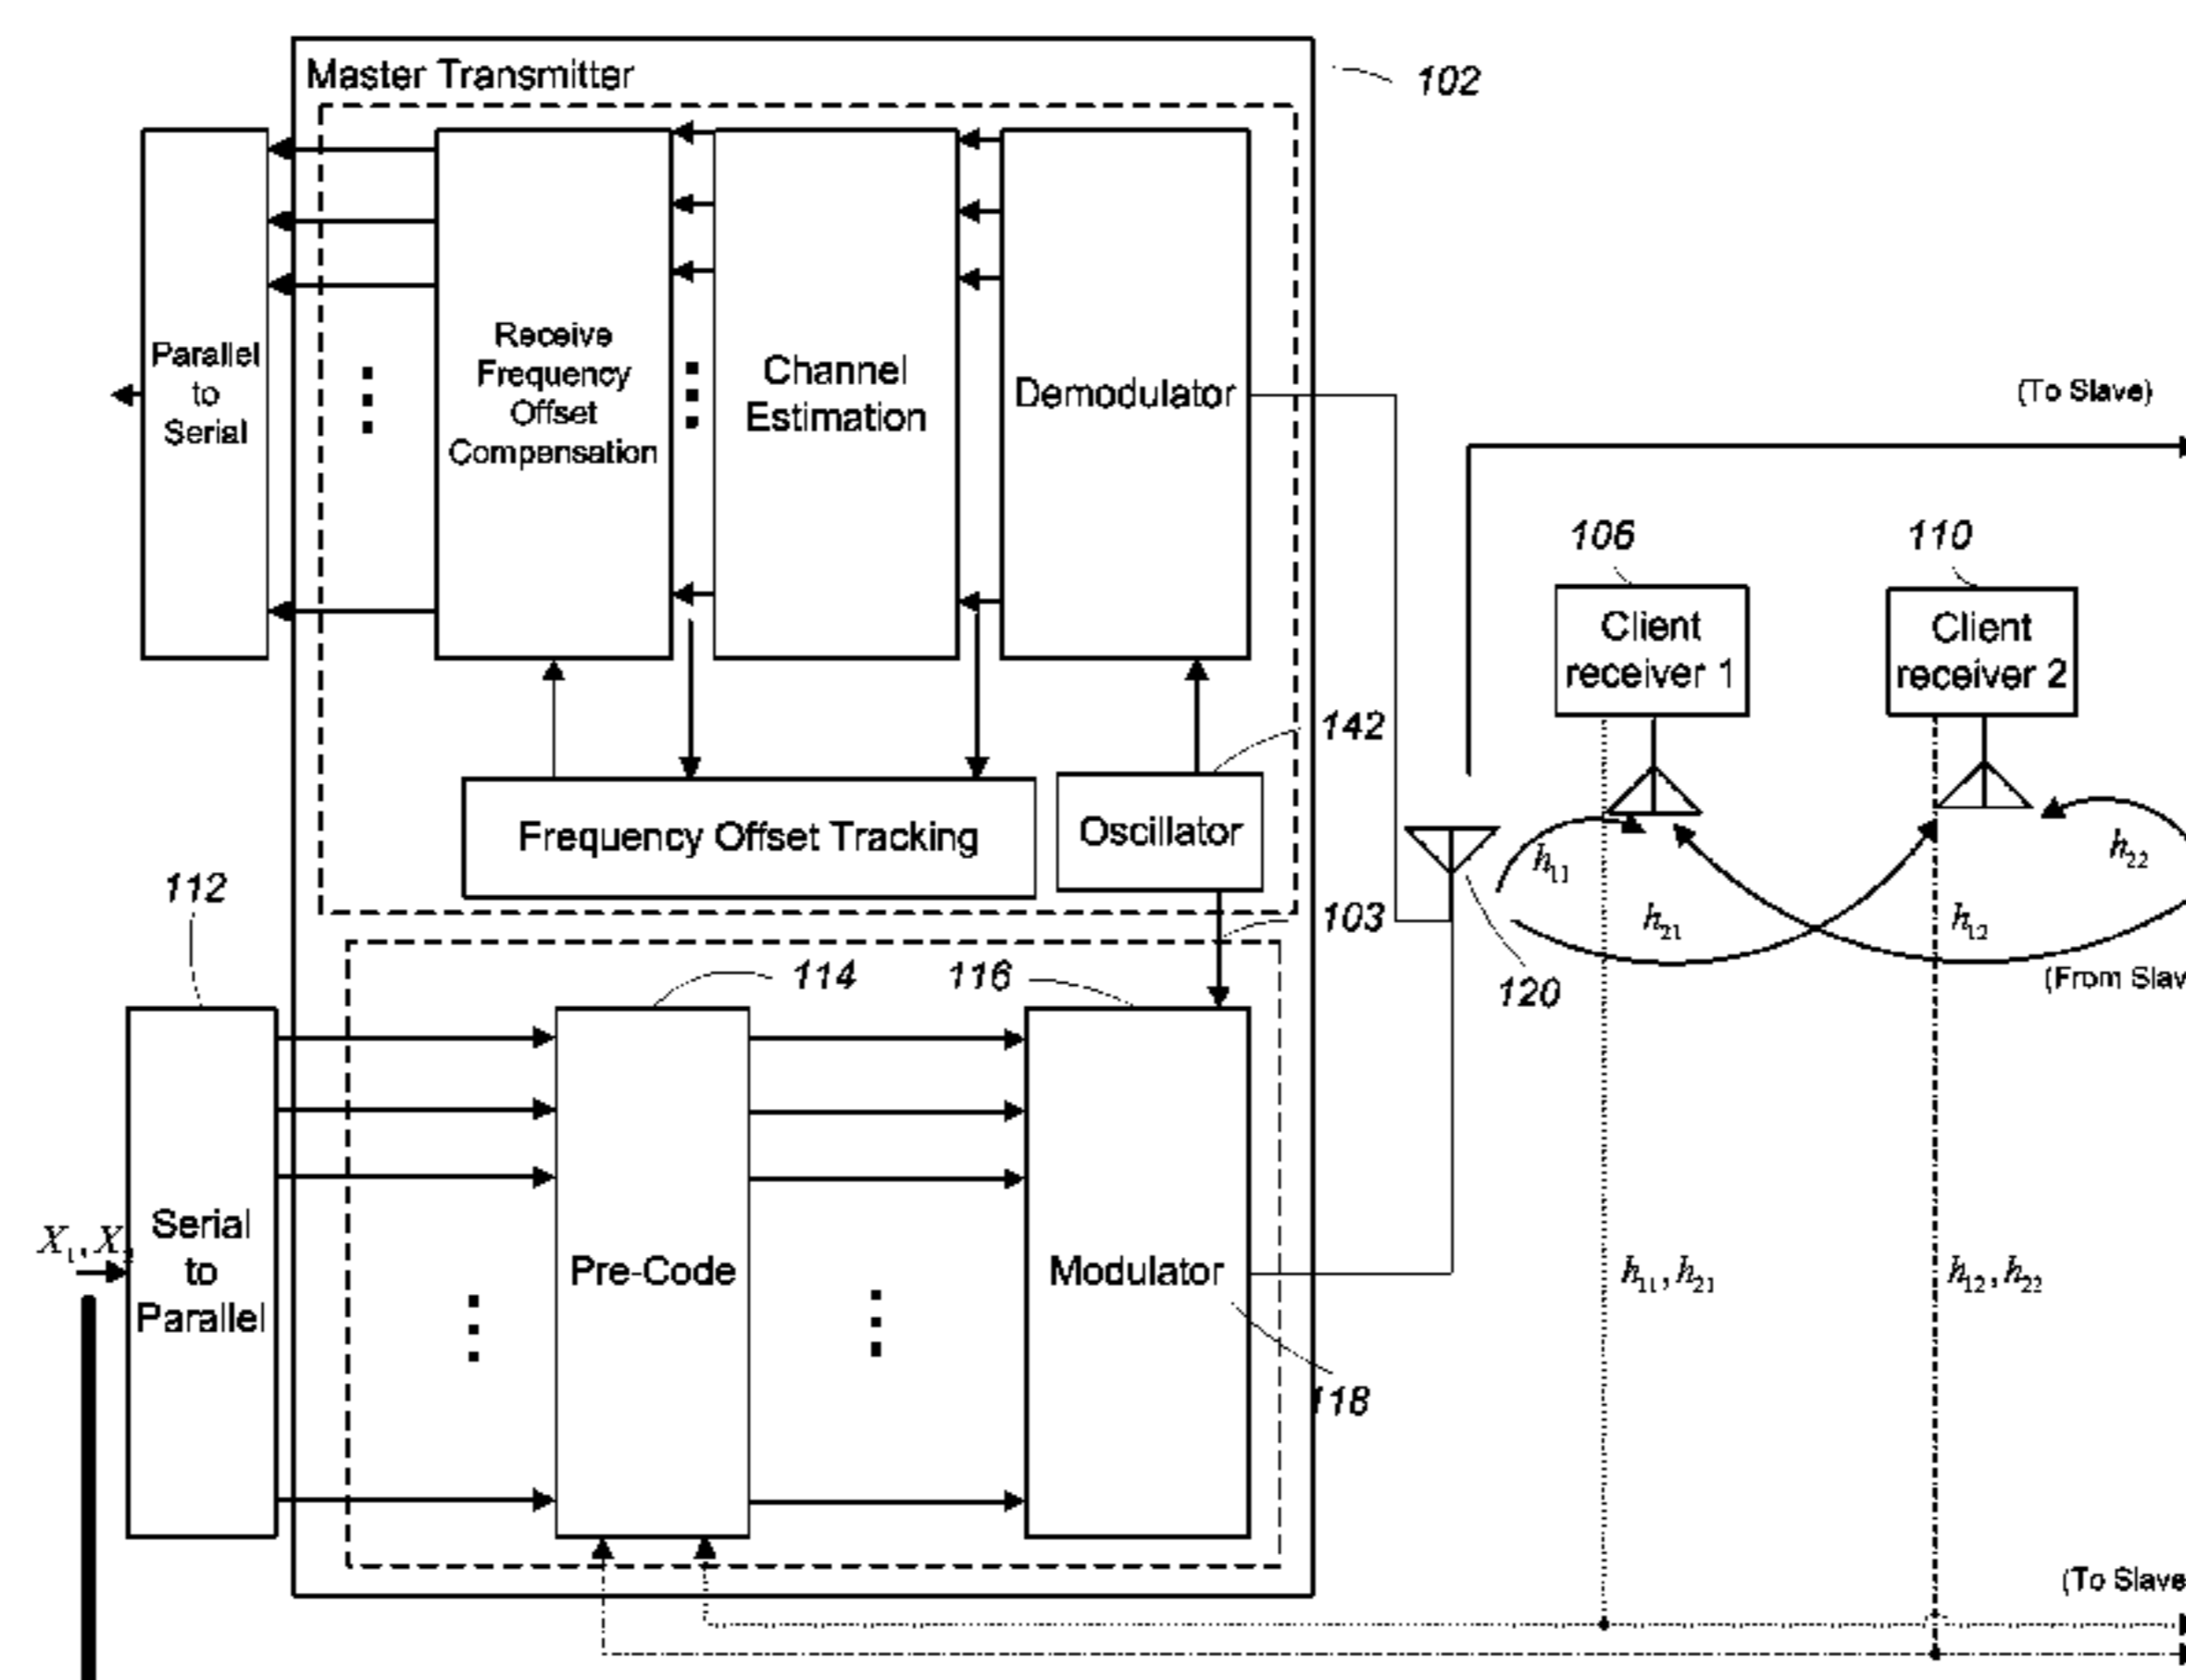 Master Transmitter
102
Parallel
to
Serial
Receive
Frequency
Offset
Compensation
Channel
Estimation
Demodulator
(To Slave)
106
110
Client
receiver 1
Client
receiver 2
142
Frequency Offset Tracking
Oscillator
h11
h22
112
103
h21
h12
114
116
120
(From Slav
X1, X
Serial
to
Parallel
Pre-Code
Modulator
h11, h21
h12, h22
118
(To Slave